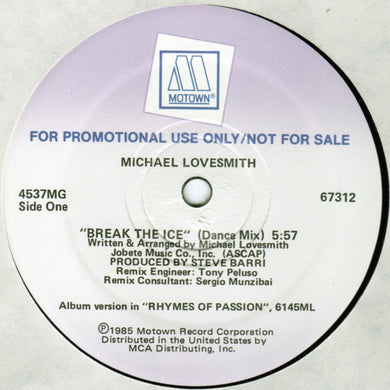 M
MOTOWN®
FOR PROMOTIONAL USE ONLY/NOT FOR SALE
MICHAEL LOVESMITH
4537MG
Side One
67312
"BREAK THE ICE" (Dance Mix) 5:57
Written & Arranged by Michael Lovesmith
Jobete Music Co., Inc. (ASCAP)
PRODUCED BY STEVE BARRI
Remix Engineer: Tony Peluso
Remix Consultant: Sergio Munzibai
Album version in "RHYMES OF PASSION", 6145ML
Ⓟ1985 Motown Record Corporation
Distributed in the United States by
MCA Distributing, Inc.